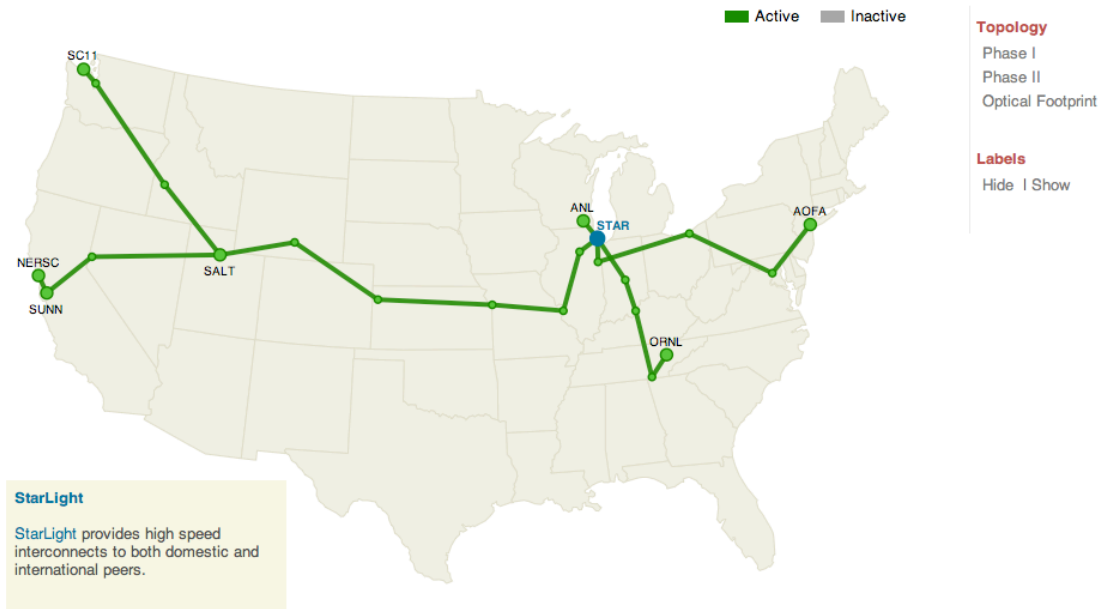 Active
Inactive
Topology
Phase I
Phase II
Optical Footprint
Labels
Hide | Show
SC11
NERSC
SUNN
SALT
ANL
STAR
AOFA
ORNL
StarLight
StarLight provides high speed
interconnects to both domestic and
international peers.